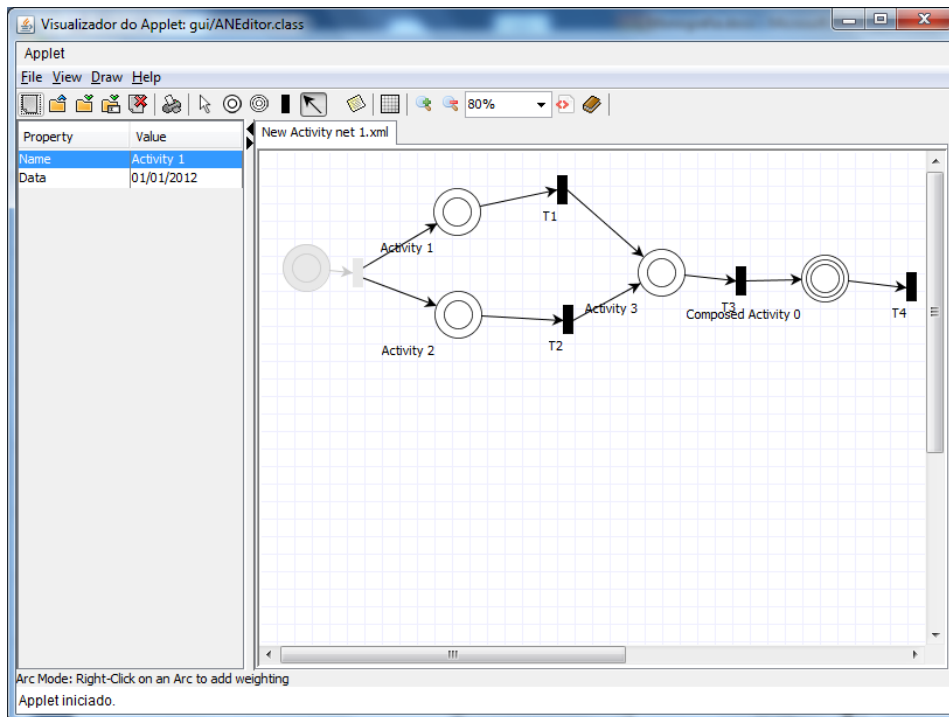 Visualizador do Applet: gui/ANEditor.class
Applet
File View Draw Help
80%
Property Value
Name Activity 1
Data 01/01/2012
New Activity net 1.xml
T1
Activity 1
Activity 3
T3
Composed Activity 0
T4
T2
Activity 2
Arc Mode: Right-Click on an Arc to add weighting
Applet iniciado.